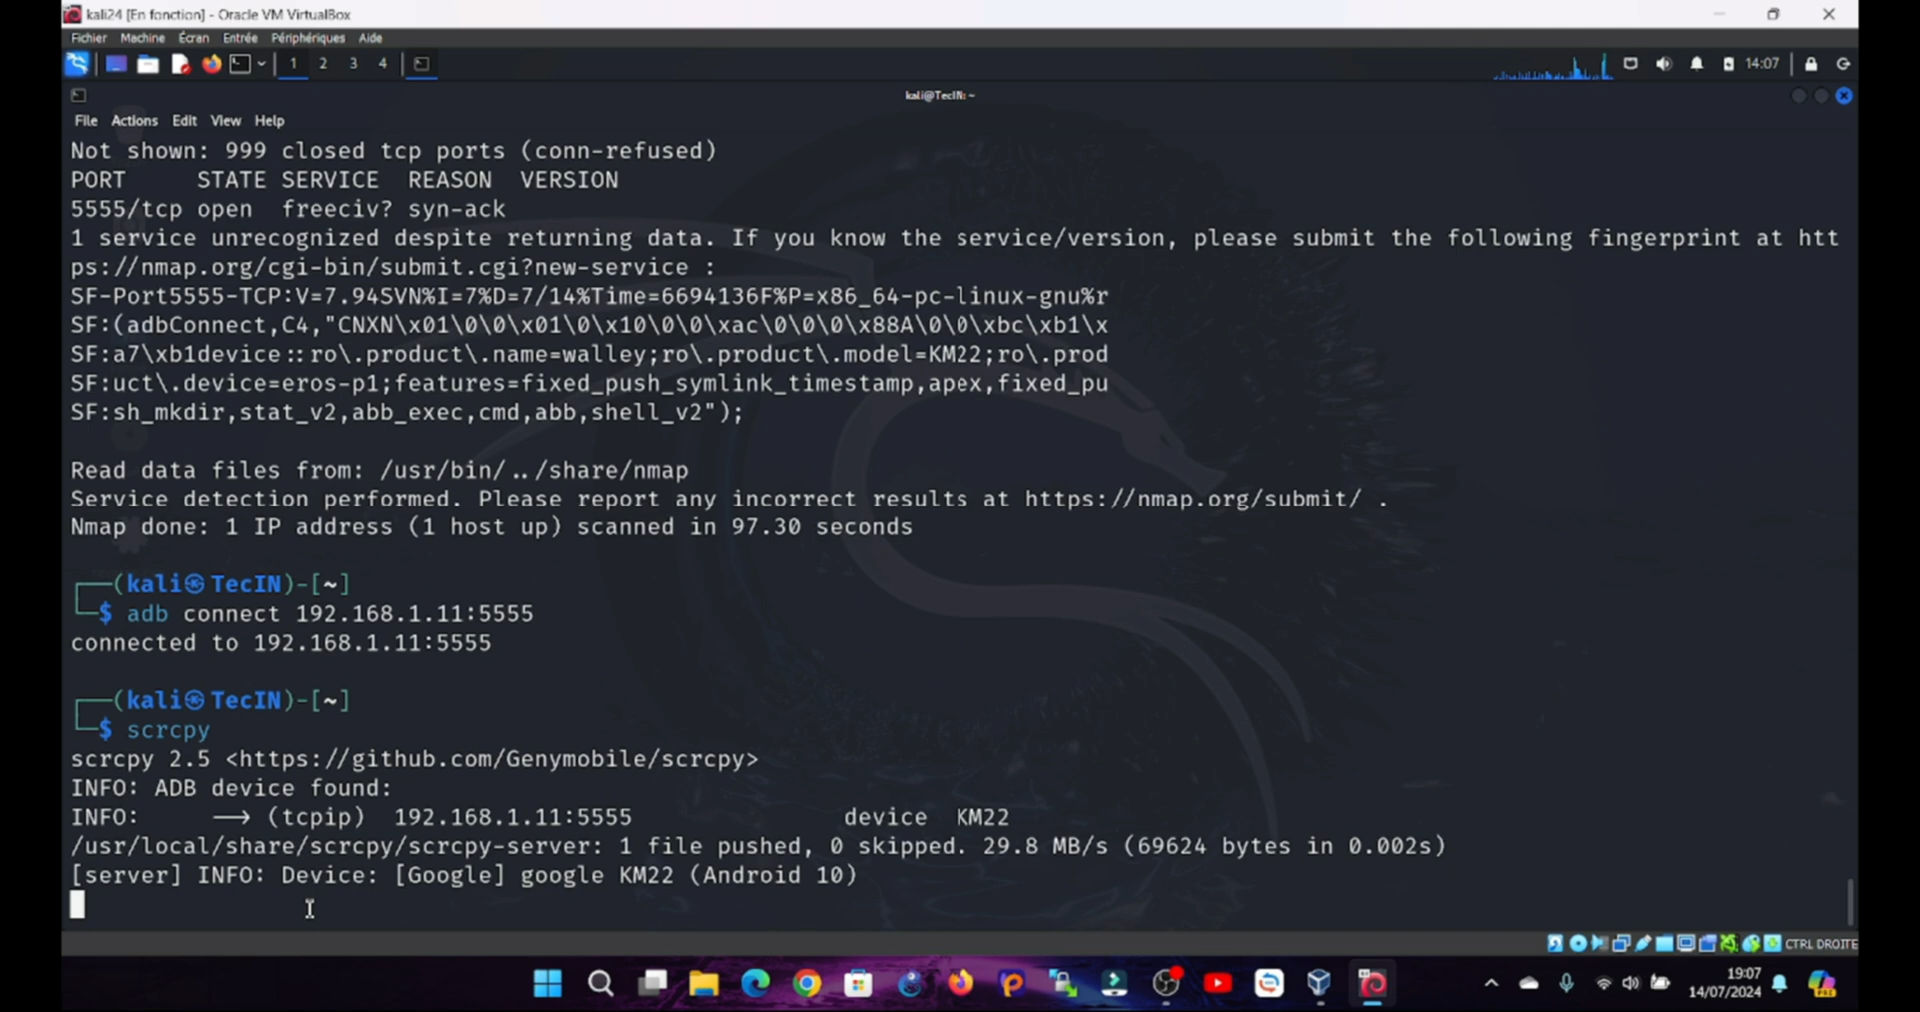 kali24 [En fonction] - Oracle VM VirtualBox
Fichier Machine Écran Entrée Périphériques Aide
1 2 3 4 14:07
kali@TecIN: ~
File Actions Edit View Help
Not shown: 999 closed tcp ports (conn-refused)
PORT STATE SERVICE REASON VERSION
5555/tcp open freeciv? syn-ack
1 service unrecognized despite returning data. If you know the service/version, please submit the following fingerprint at htt
ps://nmap.org/cgi-bin/submit.cgi?new-service :
SF-Port5555-TCP:V=7.94SVN%I=7%D=7/14%Time=6694136F%P=x86_64-pc-linux-gnu%r
SF:(adbConnect,C4,"CNXN\x01\0\0\x01\0\x10\0\0\xac\0\0\0\x88A\0\0\xbc\xb1\x
SF:a7\xb1device::ro\.product\.name=walley;ro\.product\.model=KM22;ro\.prod
SF:uct\.device=eros-p1;features=fixed_push_symlink_timestamp,apex,fixed_pu
SF:sh_mkdir,stat_v2,abb_exec,cmd,abb,shell_v2");
Read data files from: /usr/bin/../share/nmap
Service detection performed. Please report any incorrect results at https://nmap.org/submit/ .
Nmap done: 1 IP address (1 host up) scanned in 97.30 seconds
┌──(kali㉿TecIN)-[~]
└─$ adb connect 192.168.1.11:5555
connected to 192.168.1.11:5555
┌──(kali㉿TecIN)-[~]
└─$ scrcpy
scrcpy 2.5 <https://github.com/Genymobile/scrcpy>
INFO: ADB device found:
INFO: --> (tcpip) 192.168.1.11:5555 device KM22
/usr/local/share/scrcpy/scrcpy-server: 1 file pushed, 0 skipped. 29.8 MB/s (69624 bytes in 0.002s)
[server] INFO: Device: [Google] google KM22 (Android 10)
CTRL DROITE
19:07
14/07/2024